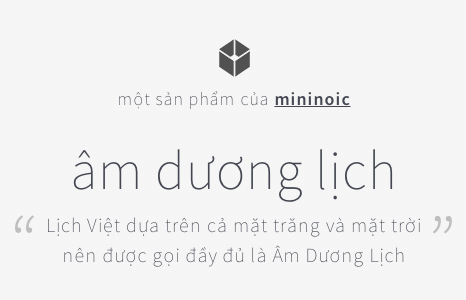 một sản phẩm của mininoic
âm dương lịch
“ Lịch Việt dựa trên cả mặt trăng và mặt trời ”
nên được gọi đầy đủ là Âm Dương Lịch